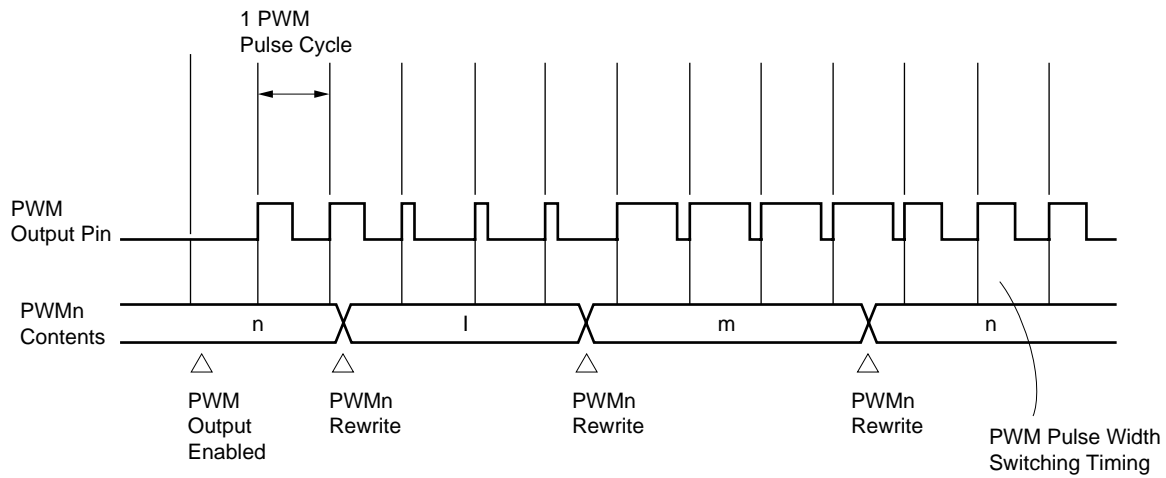 1 PWM
Pulse Cycle
PWM
Output Pin
PWMn
Contents
n
l
m
n
PWM
Output
Enabled
PWMn
Rewrite
PWMn
Rewrite
PWMn
Rewrite
PWM Pulse Width
Switching Timing